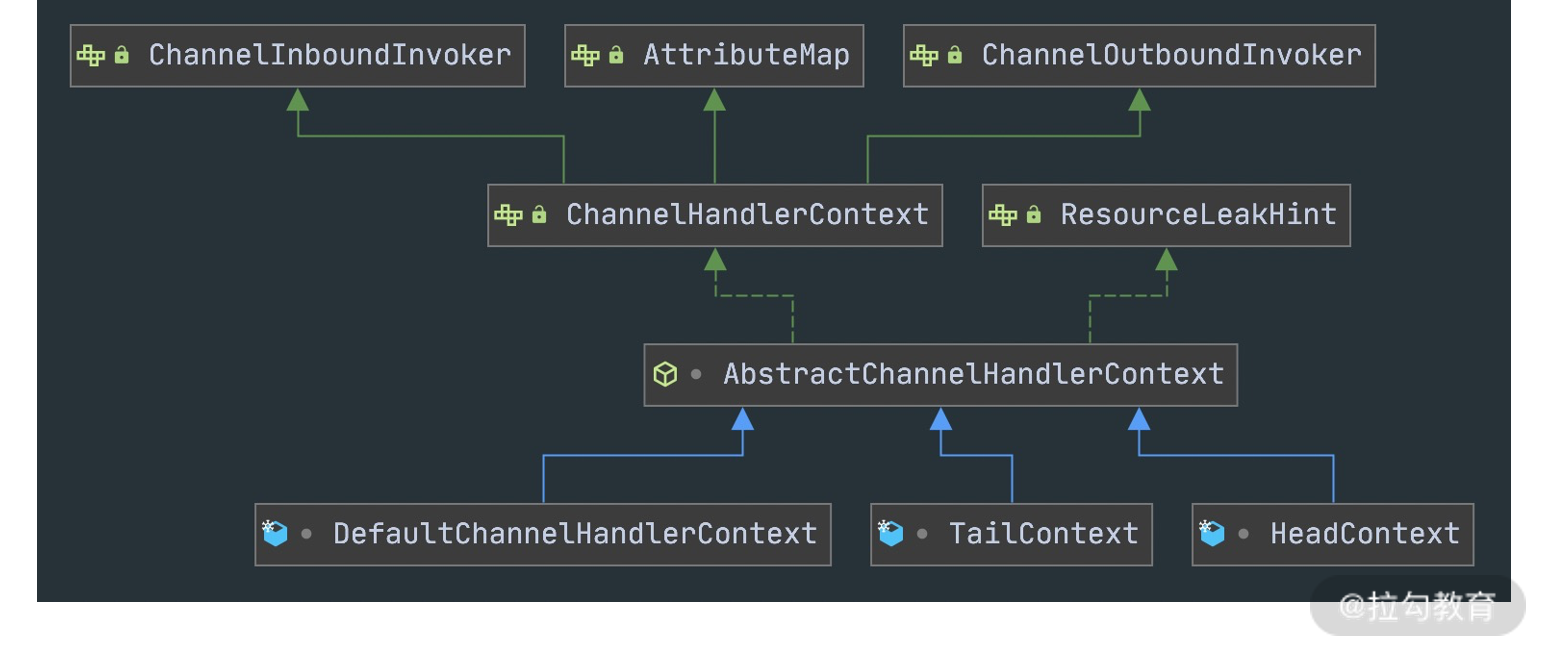 ChannelInboundInvoker
AttributeMap
ChannelOutboundInvoker
ChannelHandlerContext
ResourceLeakHint
AbstractChannelHandlerContext
DefaultChannelHandlerContext
TailContext
HeadContext
@拉勾教育